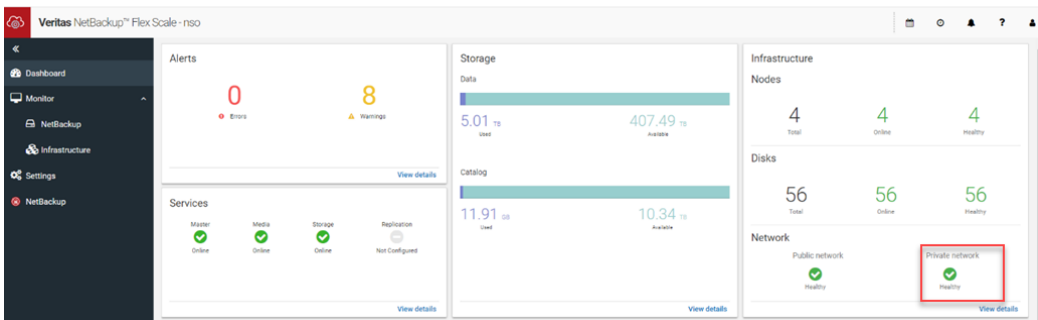 Veritas NetBackup™ Flex Scale - nso
Dashboard
Monitor
NetBackup
Infrastructure
Settings
NetBackup
Alerts
0
Errors
8
Warnings
View details
Services
Master
Online
Media
Online
Storage
Online
Replication
Not Configured
View details
Storage
Data
5.01 TB
Used
407.49 TB
Available
Catalog
11.91 GB
Used
10.34 TB
Available
View details
Infrastructure
Nodes
4
Total
4
Online
4
Healthy
Disks
56
Total
56
Online
56
Healthy
Network
Public network
Healthy
Private network
Healthy
View details